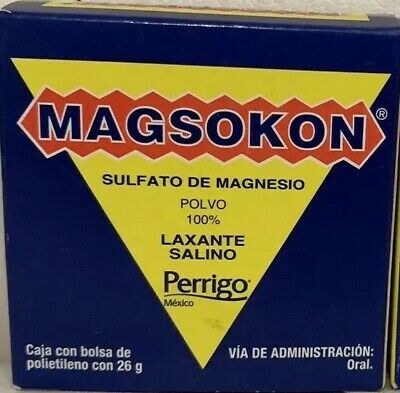 MAGSOKON®
SULFATO DE MAGNESIO
POLVO
100%
LAXANTE
SALINO
Perrigo®
México
Caja con bolsa de
polietileno con 26 g
VÍA DE ADMINISTRACIÓN:
Oral.